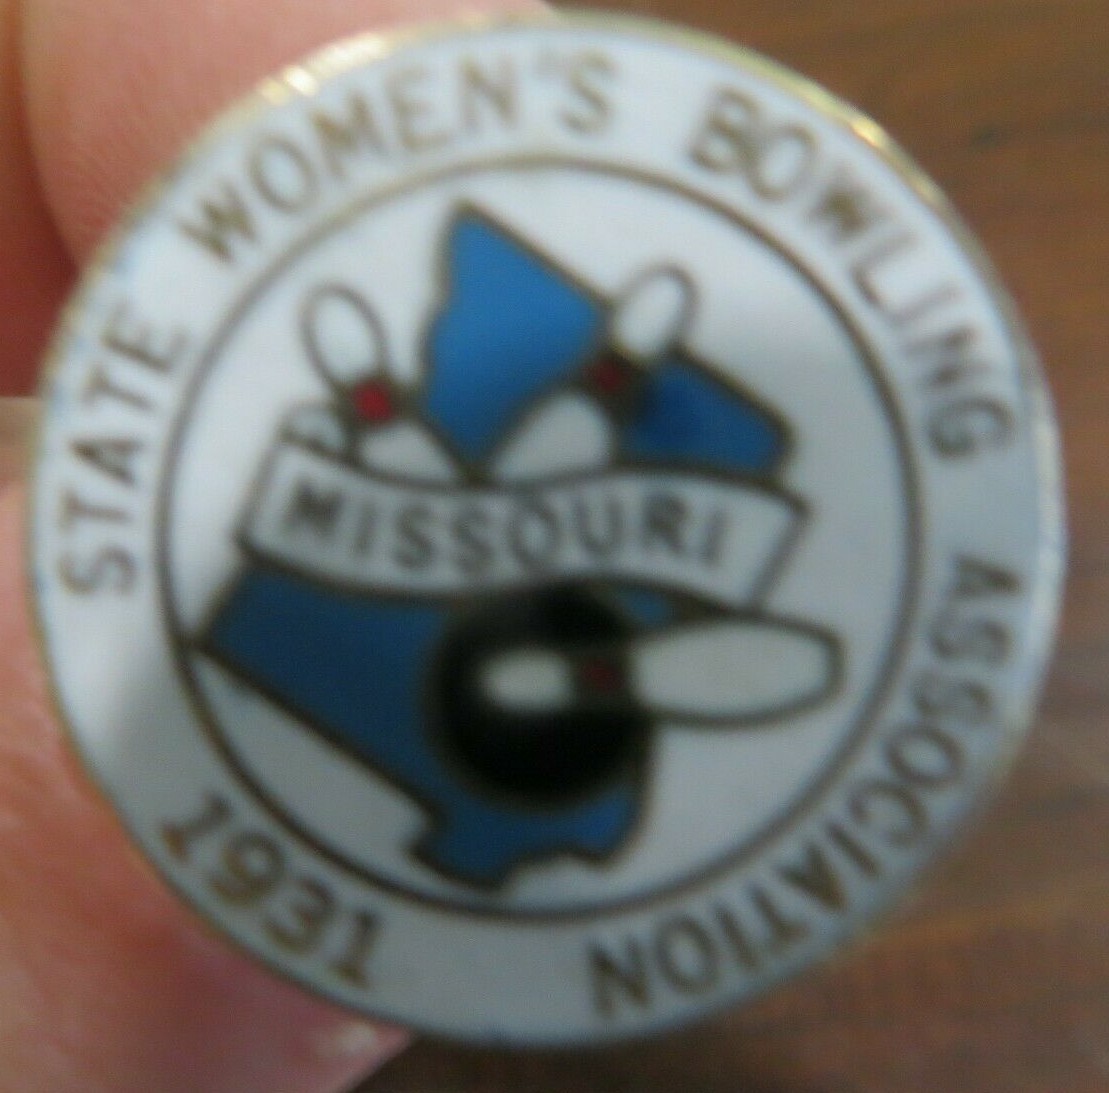 STATE WOMEN'S BOWLING ASSOCIATION
MISSOURI
1931